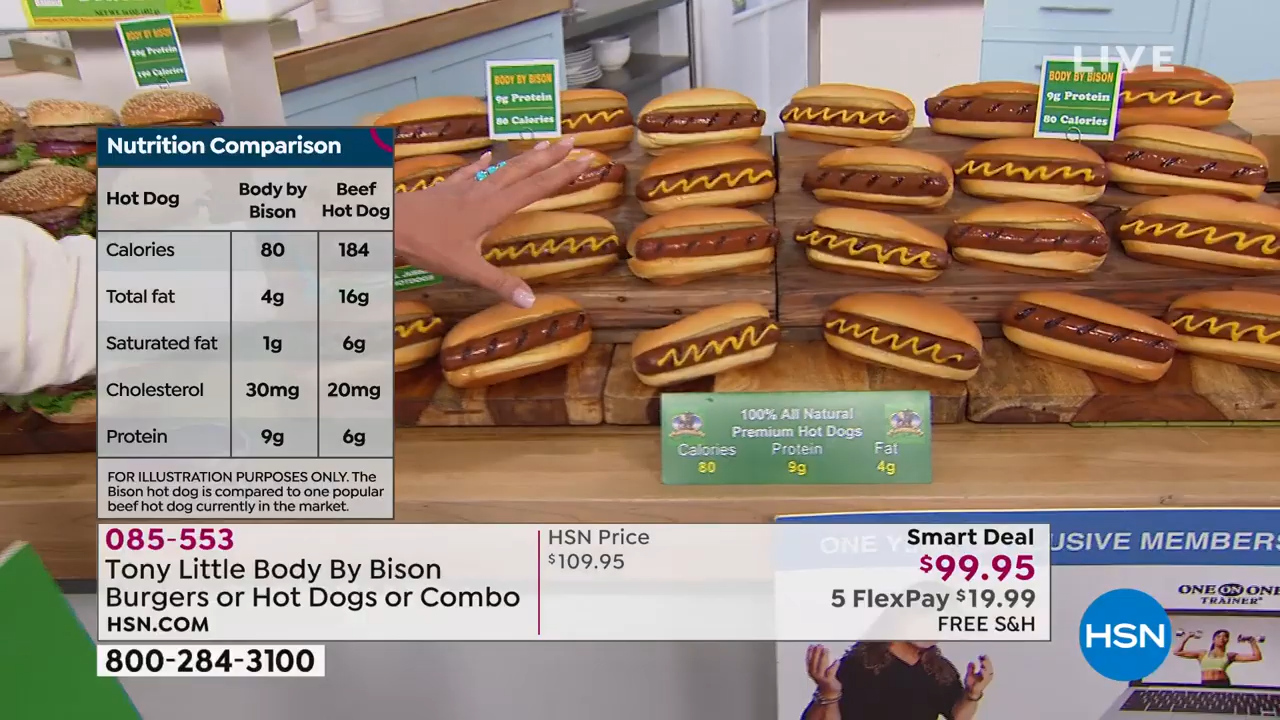 BODY BY BISON
20g Protein
190 Calories
BODY BY BISON
9g Protein
80 Calories
LIVE
BODY BY BISON
9g Protein
80 Calories
Nutrition Comparison
Hot Dog Body by Bison Beef Hot Dog
Calories 80 184
Total fat 4g 16g
Saturated fat 1g 6g
Cholesterol 30mg 20mg
Protein 9g 6g
FOR ILLUSTRATION PURPOSES ONLY. The
Bison hot dog is compared to one popular
beef hot dog currently in the market.
100% All Natural
Premium Hot Dogs
Calories Protein Fat
80 9g 4g
085-553
Tony Little Body By Bison
Burgers or Hot Dogs or Combo
HSN.COM
HSN Price
$109.95
Smart Deal
$99.95
5 FlexPay $19.99
FREE S&H
800-284-3100
ONE
ONE ON ONE
TRAINER®
HSN